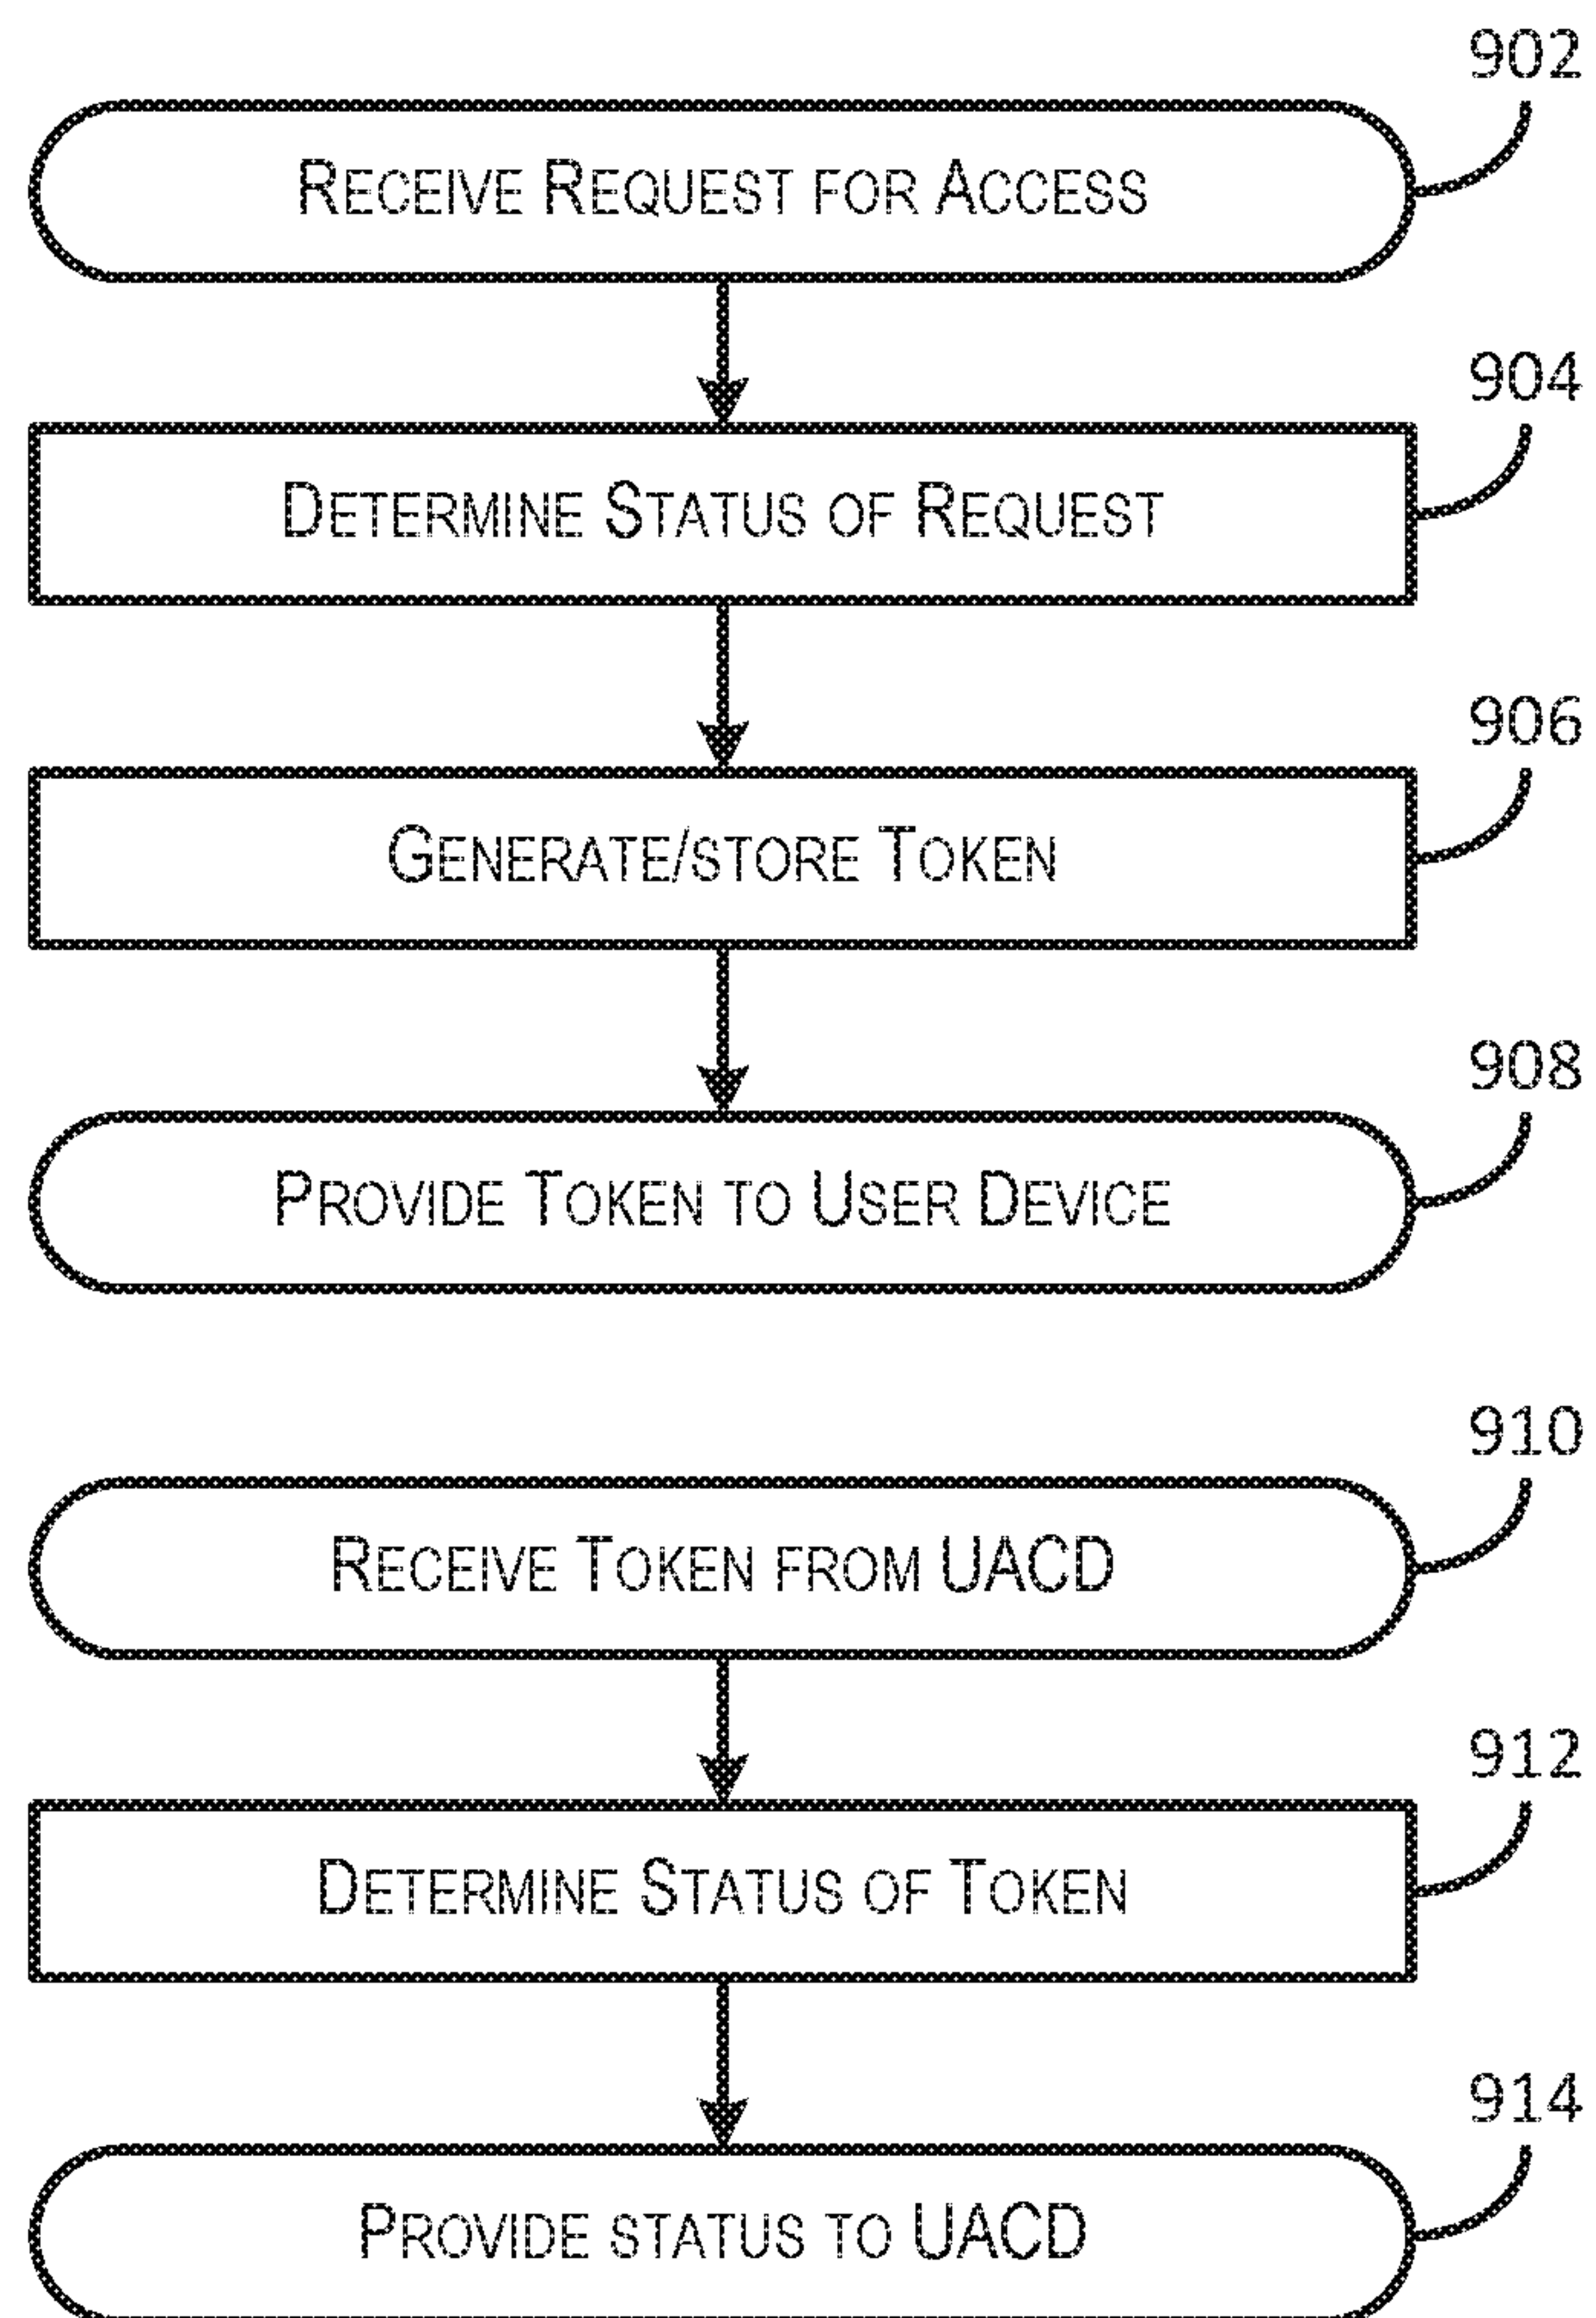 902
RECEIVE REQUEST FOR ACCESS
904
DETERMINE STATUS OF REQUEST
906
GENERATE/STORE TOKEN
908
PROVIDE TOKEN TO USER DEVICE
910
RECEIVE TOKEN FROM UACD
912
DETERMINE STATUS OF TOKEN
914
PROVIDE STATUS TO UACD